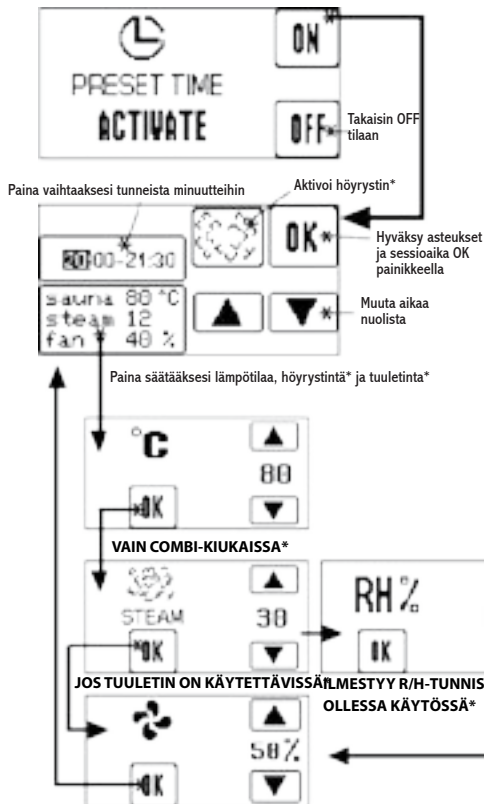 ON
PRESET TIME
ACTIVATE
OFF
Takaisin OFF
tilaan
Paina vaihtaaksesi tunneista minuutteihin
Aktivoi höyrystin*
20:00-21:30
OK
Hyväksy asteukset
ja sessioaika OK
painikkeella
sauna 80 °C
steam 12
fan 40 %
Muuta aikaa
nuolista
Paina säätääksesi lämpötilaa, höyrystintä* ja tuuletinta*
°C
80
OK
VAIN COMBI-KIUKAISSA*
STEAM
30
OK
RH%
OK
JOS TUULETIN ON KÄYTETTÄVISSÄ*
ILMESTYY R/H-TUNNIS
OLLESSA KÄYTÖSSÄ*
50%
OK